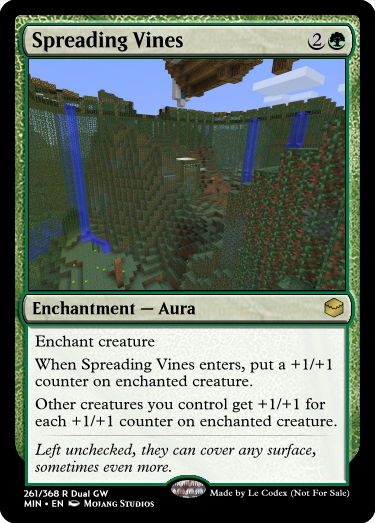 Spreading Vines 2
Enchantment — Aura
Enchant creature
When Spreading Vines enters, put a +1/+1
counter on enchanted creature.
Other creatures you control get +1/+1 for
each +1/+1 counter on enchanted creature.
Left unchecked, they can cover any surface,
sometimes even more.
261/368 R Dual GW
MIN • EN Mojang Studios
Made by Le Codex (Not For Sale)